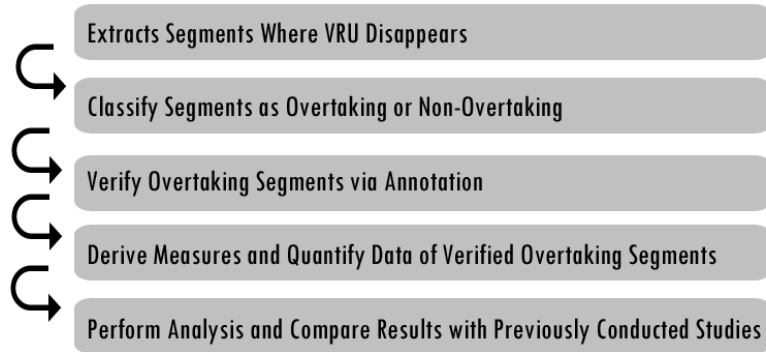 Extracts Segments Where VRU Disappears
Classify Segments as Overtaking or Non-Overtaking
Verify Overtaking Segments via Annotation
Derive Measures and Quantify Data of Verified Overtaking Segments
Perform Analysis and Compare Results with Previously Conducted Studies